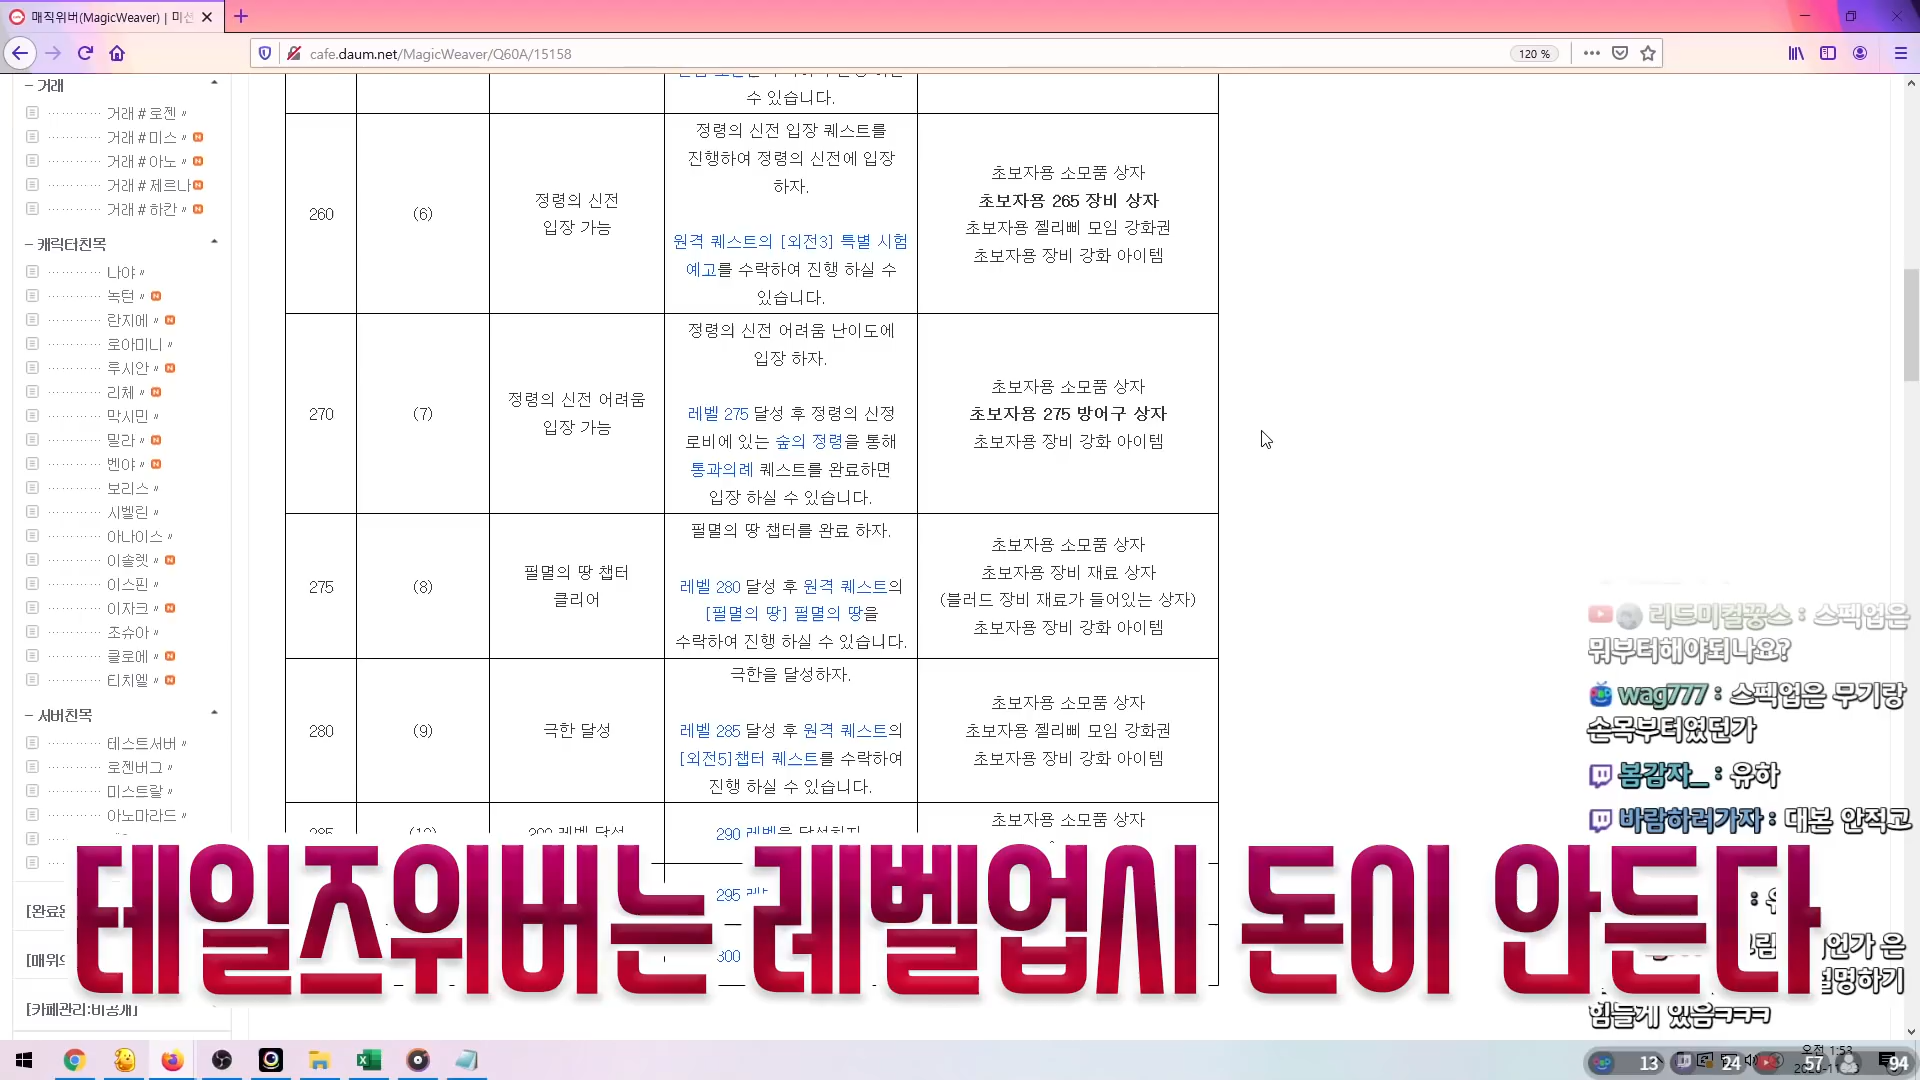 매직위버(MagicWeaver) | 미션
cafe.daum.net/MagicWeaver/Q60A/15158
120 %
거래
거래 # 로젠 〃
거래 # 미스 〃
거래 # 아노 〃
거래 # 제르나
거래 # 하칸 〃
캐릭터친목
나야 〃
녹턴 〃
란지에 〃
로아미니 〃
루시안 〃
리체 〃
막시민 〃
밀라 〃
벤야 〃
보리스 〃
시벨린 〃
아나이스 〃
이솔렛 〃
이스핀 〃
이자크 〃
조슈아 〃
클로에 〃
티치엘 〃
서버친목
테스트서버 〃
로젠버그 〃
미스트랄 〃
아노마라드 〃
[카페관리:비공개]
수 있습니다.
260
(6)
정령의 신전
입장 가능
정령의 신전 입장 퀘스트를
진행하여 정령의 신전에 입장
하자.
원격 퀘스트의 [외전3] 특별 시험
예고를 수락하여 진행 하실 수
있습니다.
초보자용 소모품 상자
초보자용 265 장비 상자
초보자용 젤리삐 모임 강화권
초보자용 장비 강화 아이템
270
(7)
정령의 신전 어려움
입장 가능
정령의 신전 어려움 난이도에
입장 하자.
레벨 275 달성 후 정령의 신정
로비에 있는 숲의 정령을 통해
통과의례 퀘스트를 완료하면
입장 하실 수 있습니다.
초보자용 소모품 상자
초보자용 275 방어구 상자
초보자용 장비 강화 아이템
275
(8)
필멸의 땅 챕터
클리어
필멸의 땅 챕터를 완료 하자.
레벨 280 달성 후 원격 퀘스트의
[필멸의 땅] 필멸의 땅을
수락하여 진행 하실 수 있습니다.
초보자용 소모품 상자
초보자용 장비 재료 상자
(블러드 장비 재료가 들어있는 상자)
초보자용 장비 강화 아이템
280
(9)
극한 달성
극한을 달성하자.
레벨 285 달성 후 원격 퀘스트의
[외전5]챕터 퀘스트를 수락하여
진행 하실 수 있습니다.
초보자용 소모품 상자
초보자용 젤리삐 모임 강화권
초보자용 장비 강화 아이템
290 레벨을 달성하자
초보자용 소모품 상자
295
300
리드미컬꿍스 : 스펙업은
뭐부터해야되나요?
wag777 : 스펙업은 무기랑
손목부터였던가
봄감자_ : 유하
바람하러가자 : 대본 안적고
설명하기
힘들게 있음ㅋㅋㅋ
테일즈위버는 레벨업시 돈이 안든다
오전 1:53
13
24
57
94